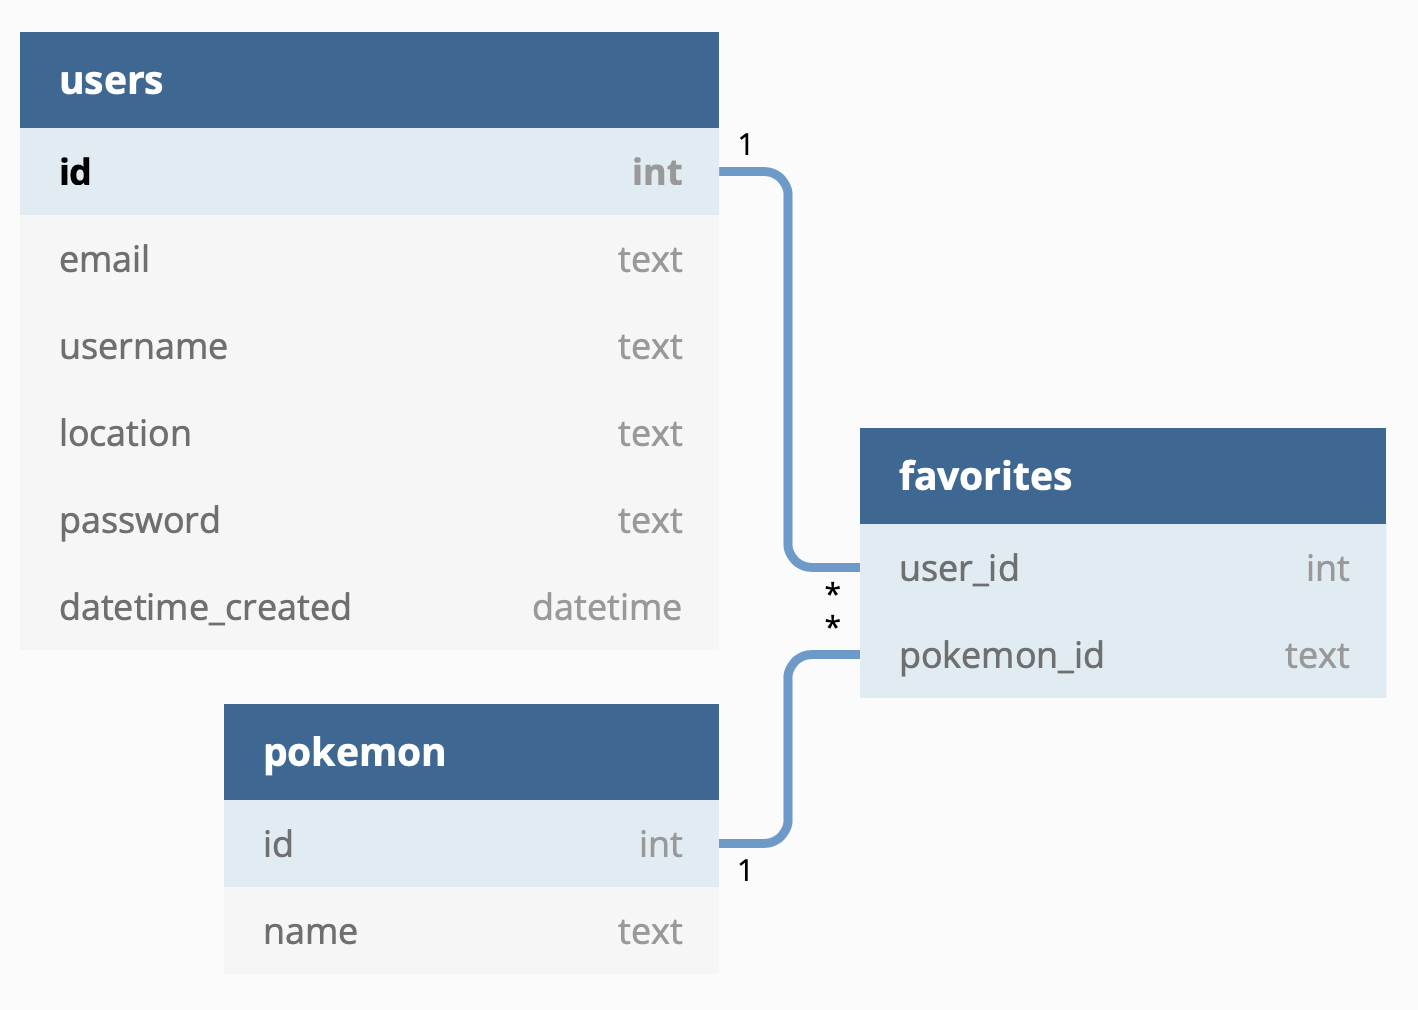 users
id int
email text
username text
location text
password text
datetime_created datetime
1
*
favorites
user_id int
pokemon_id text
*
1
pokemon
id int
name text